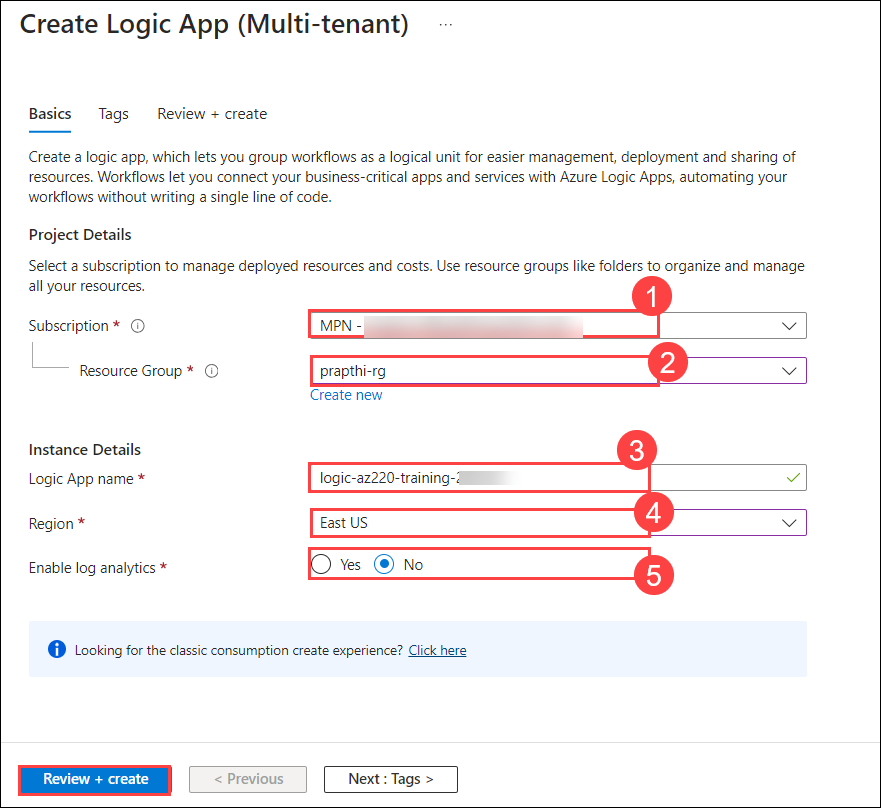 Create Logic App (Multi-tenant) ...
Basics Tags Review + create
Create a logic app, which lets you group workflows as a logical unit for easier management, deployment and sharing of
resources. Workflows let you connect your business-critical apps and services with Azure Logic Apps, automating your
workflows without writing a single line of code.
Project Details
Select a subscription to manage deployed resources and costs. Use resource groups like folders to organize and manage
all your resources.
1
Subscription * MPN -
2
Resource Group * prapthi-rg
Create new
Instance Details
3
Logic App name * logic-az220-training-
4
Region * East US
Enable log analytics * Yes No
5
Looking for the classic consumption create experience? Click here
Review + create < Previous Next : Tags >